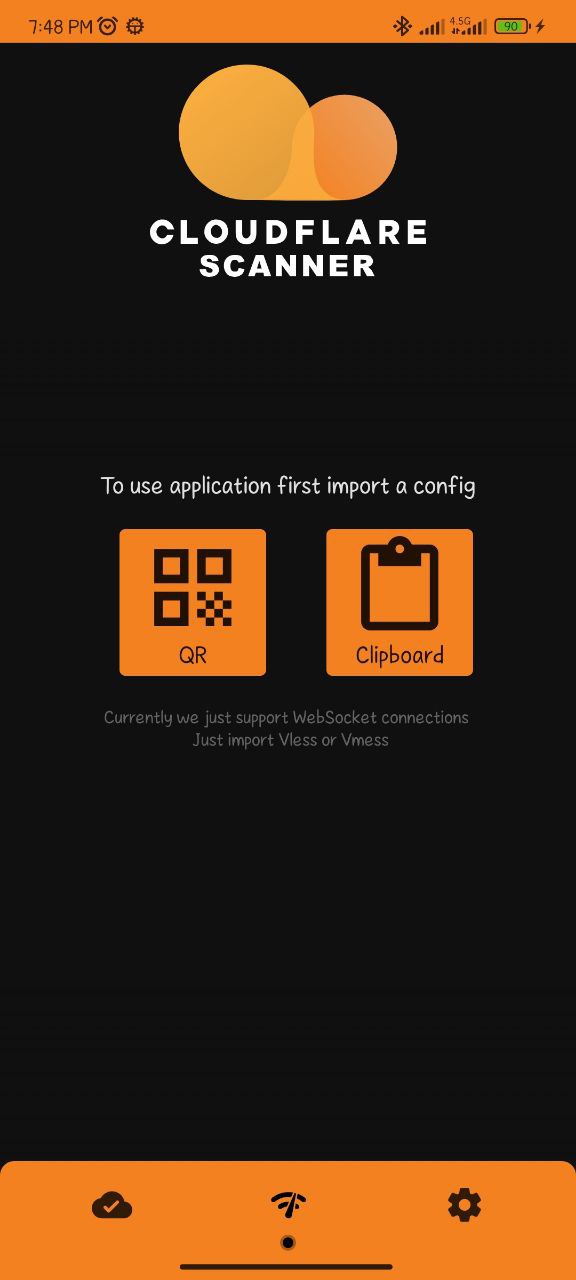 7:48 PM 4.5G 90
CLOUDFLARE
SCANNER
To use application first import a config
QR Clipboard
Currently we just support WebSocket connections
Just import Vless or Vmess